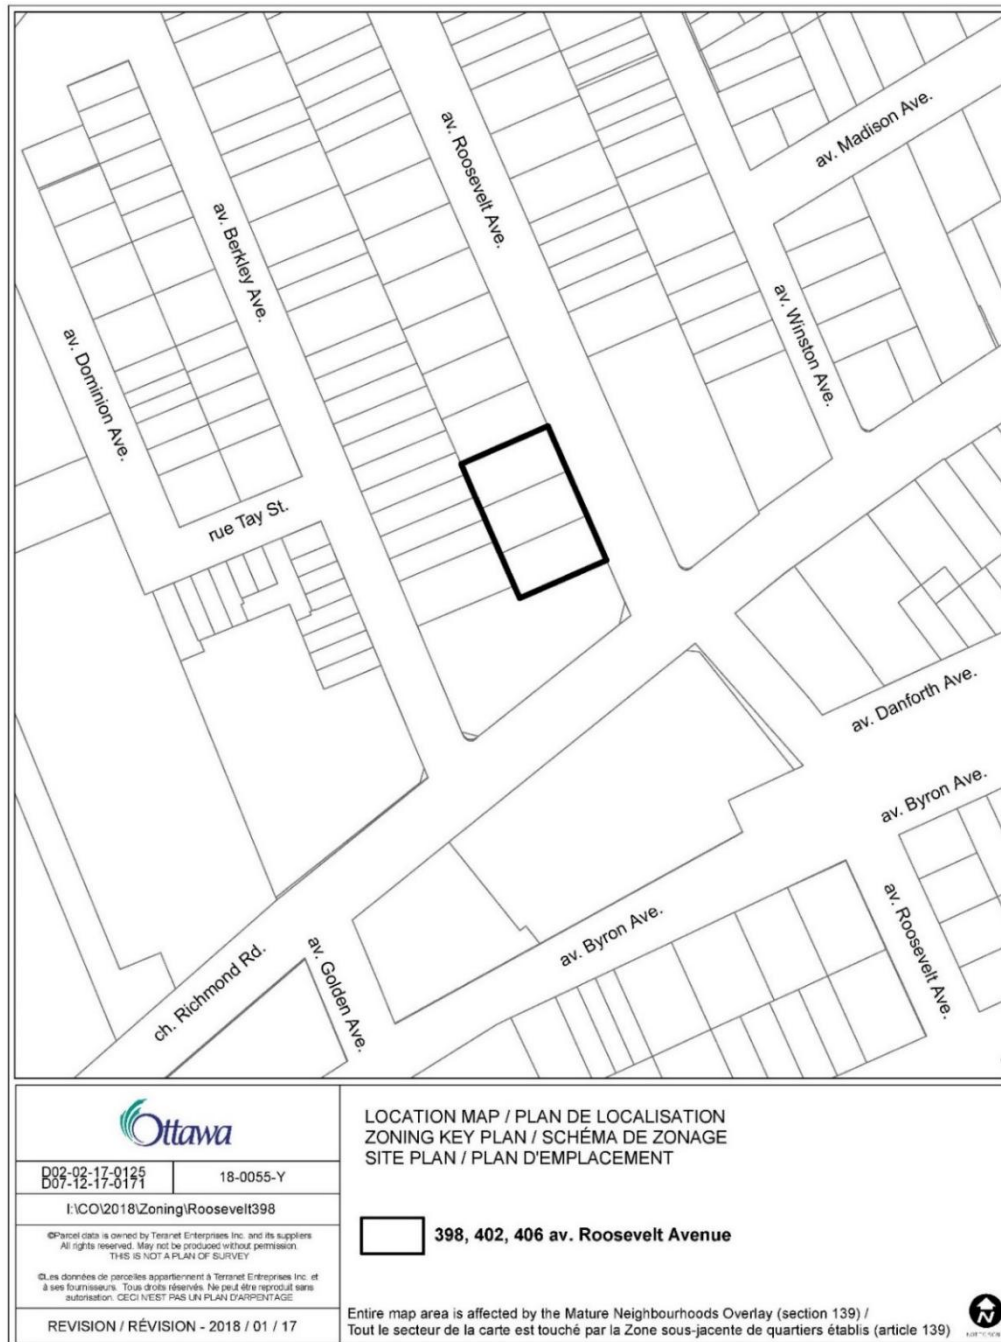 av. Madison Ave.
av. Roosevelt Ave.
av. Berkley Ave.
av. Winston Ave.
av. Dominion Ave.
rue Tay St.
av. Danforth Ave.
av. Byron Ave.
av. Byron Ave.
av. Roosevelt Ave.
ch. Richmond Rd.
av. Golden Ave.
Ottawa
D02-02-17-0125
D07-12-17-0171
18-0055-Y
I:\CO\2018\Zoning\Roosevelt398
©Parcel data is owned by Teranet Enterprises Inc. and its suppliers
All rights reserved. May not be produced without permission.
THIS IS NOT A PLAN OF SURVEY
©Les données de parcelles appartiennent à Teranet Entreprises Inc. et
à ses fournisseurs. Tous droits réservés. Ne peut être reproduit sans
autorisation. CECI N'EST PAS UN PLAN D'ARPENTAGE
REVISION / RÉVISION - 2018 / 01 / 17
LOCATION MAP / PLAN DE LOCALISATION
ZONING KEY PLAN / SCHÉMA DE ZONAGE
SITE PLAN / PLAN D'EMPLACEMENT
398, 402, 406 av. Roosevelt Avenue
Entire map area is affected by the Mature Neighbourhoods Overlay (section 139) /
Tout le secteur de la carte est touché par la Zone sous-jacente de quartiers établis (article 139)
N